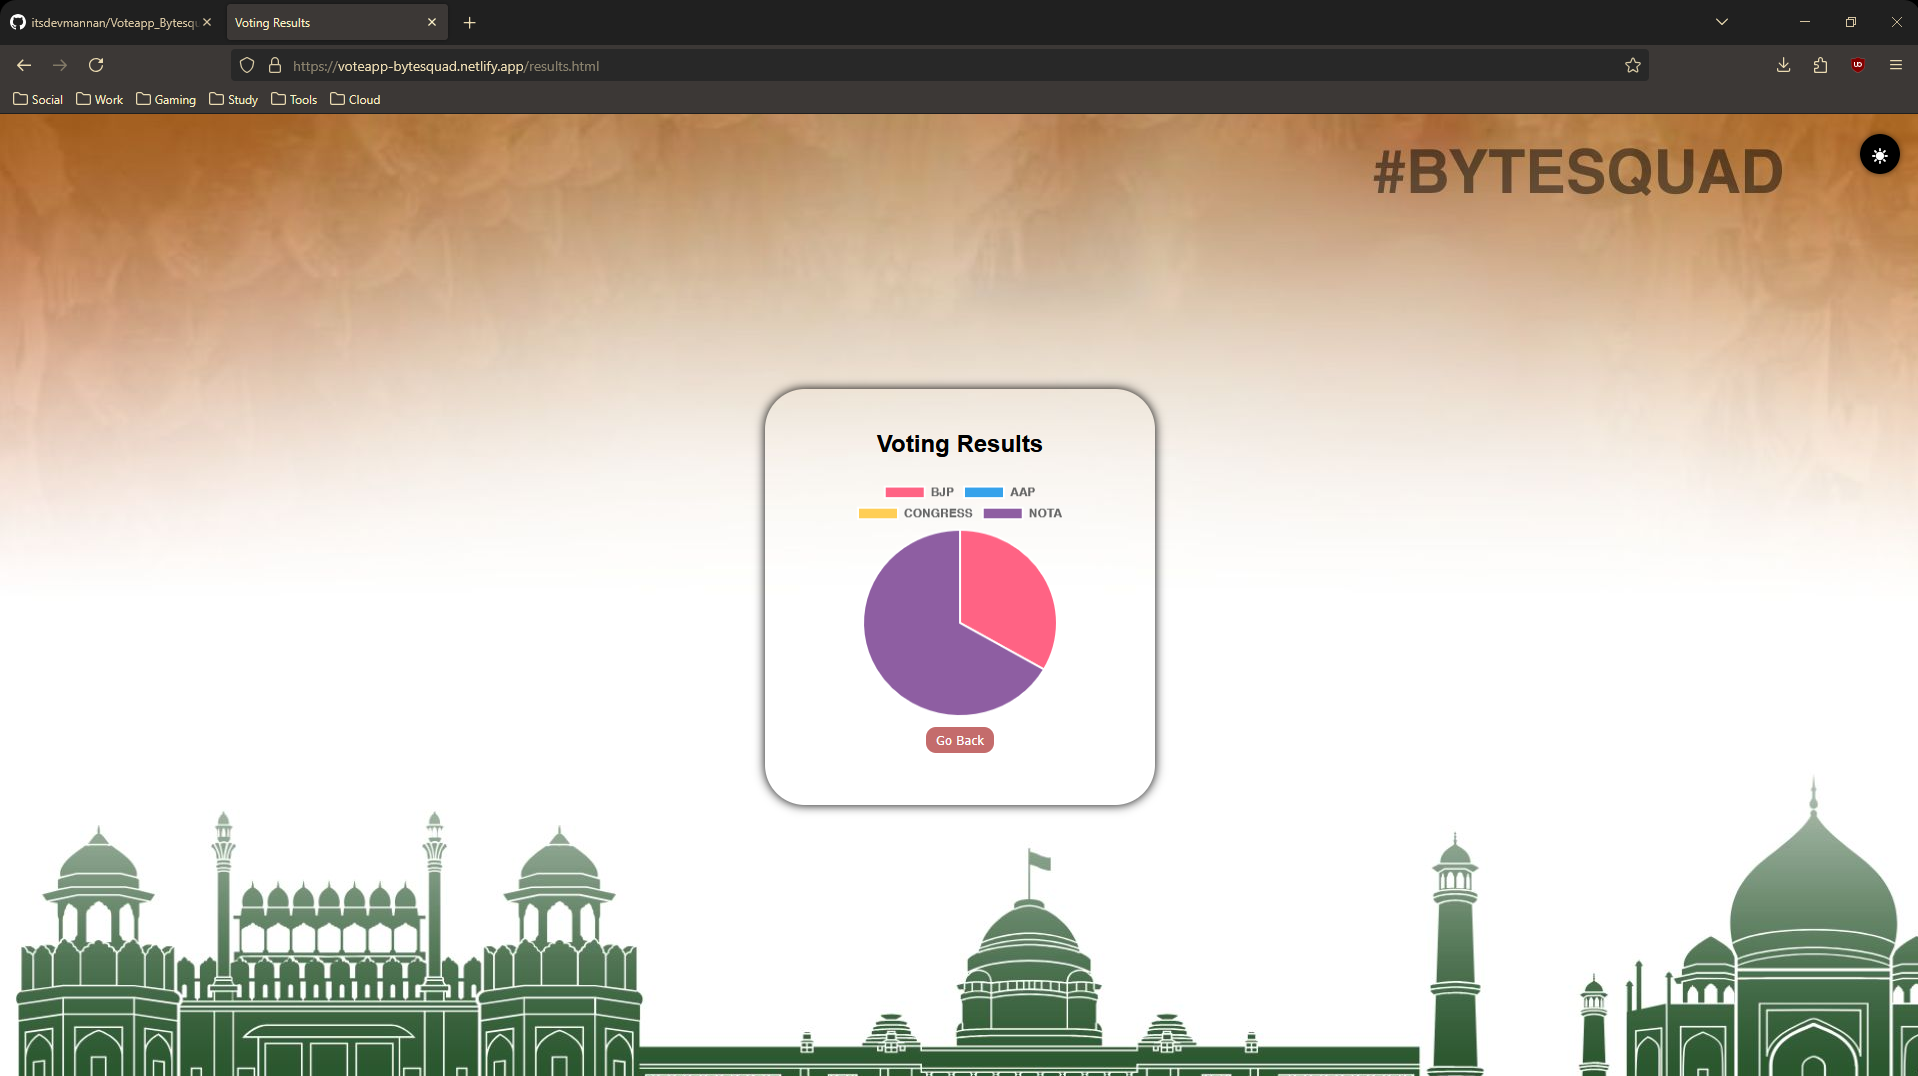 itsdevmannan/Voteapp_Bytesqu
Voting Results
https://voteapp-bytesquad.netlify.app/results.html
Social Work Gaming Study Tools Cloud
#BYTESQUAD
Voting Results
BJP AAP
CONGRESS NOTA
Go Back